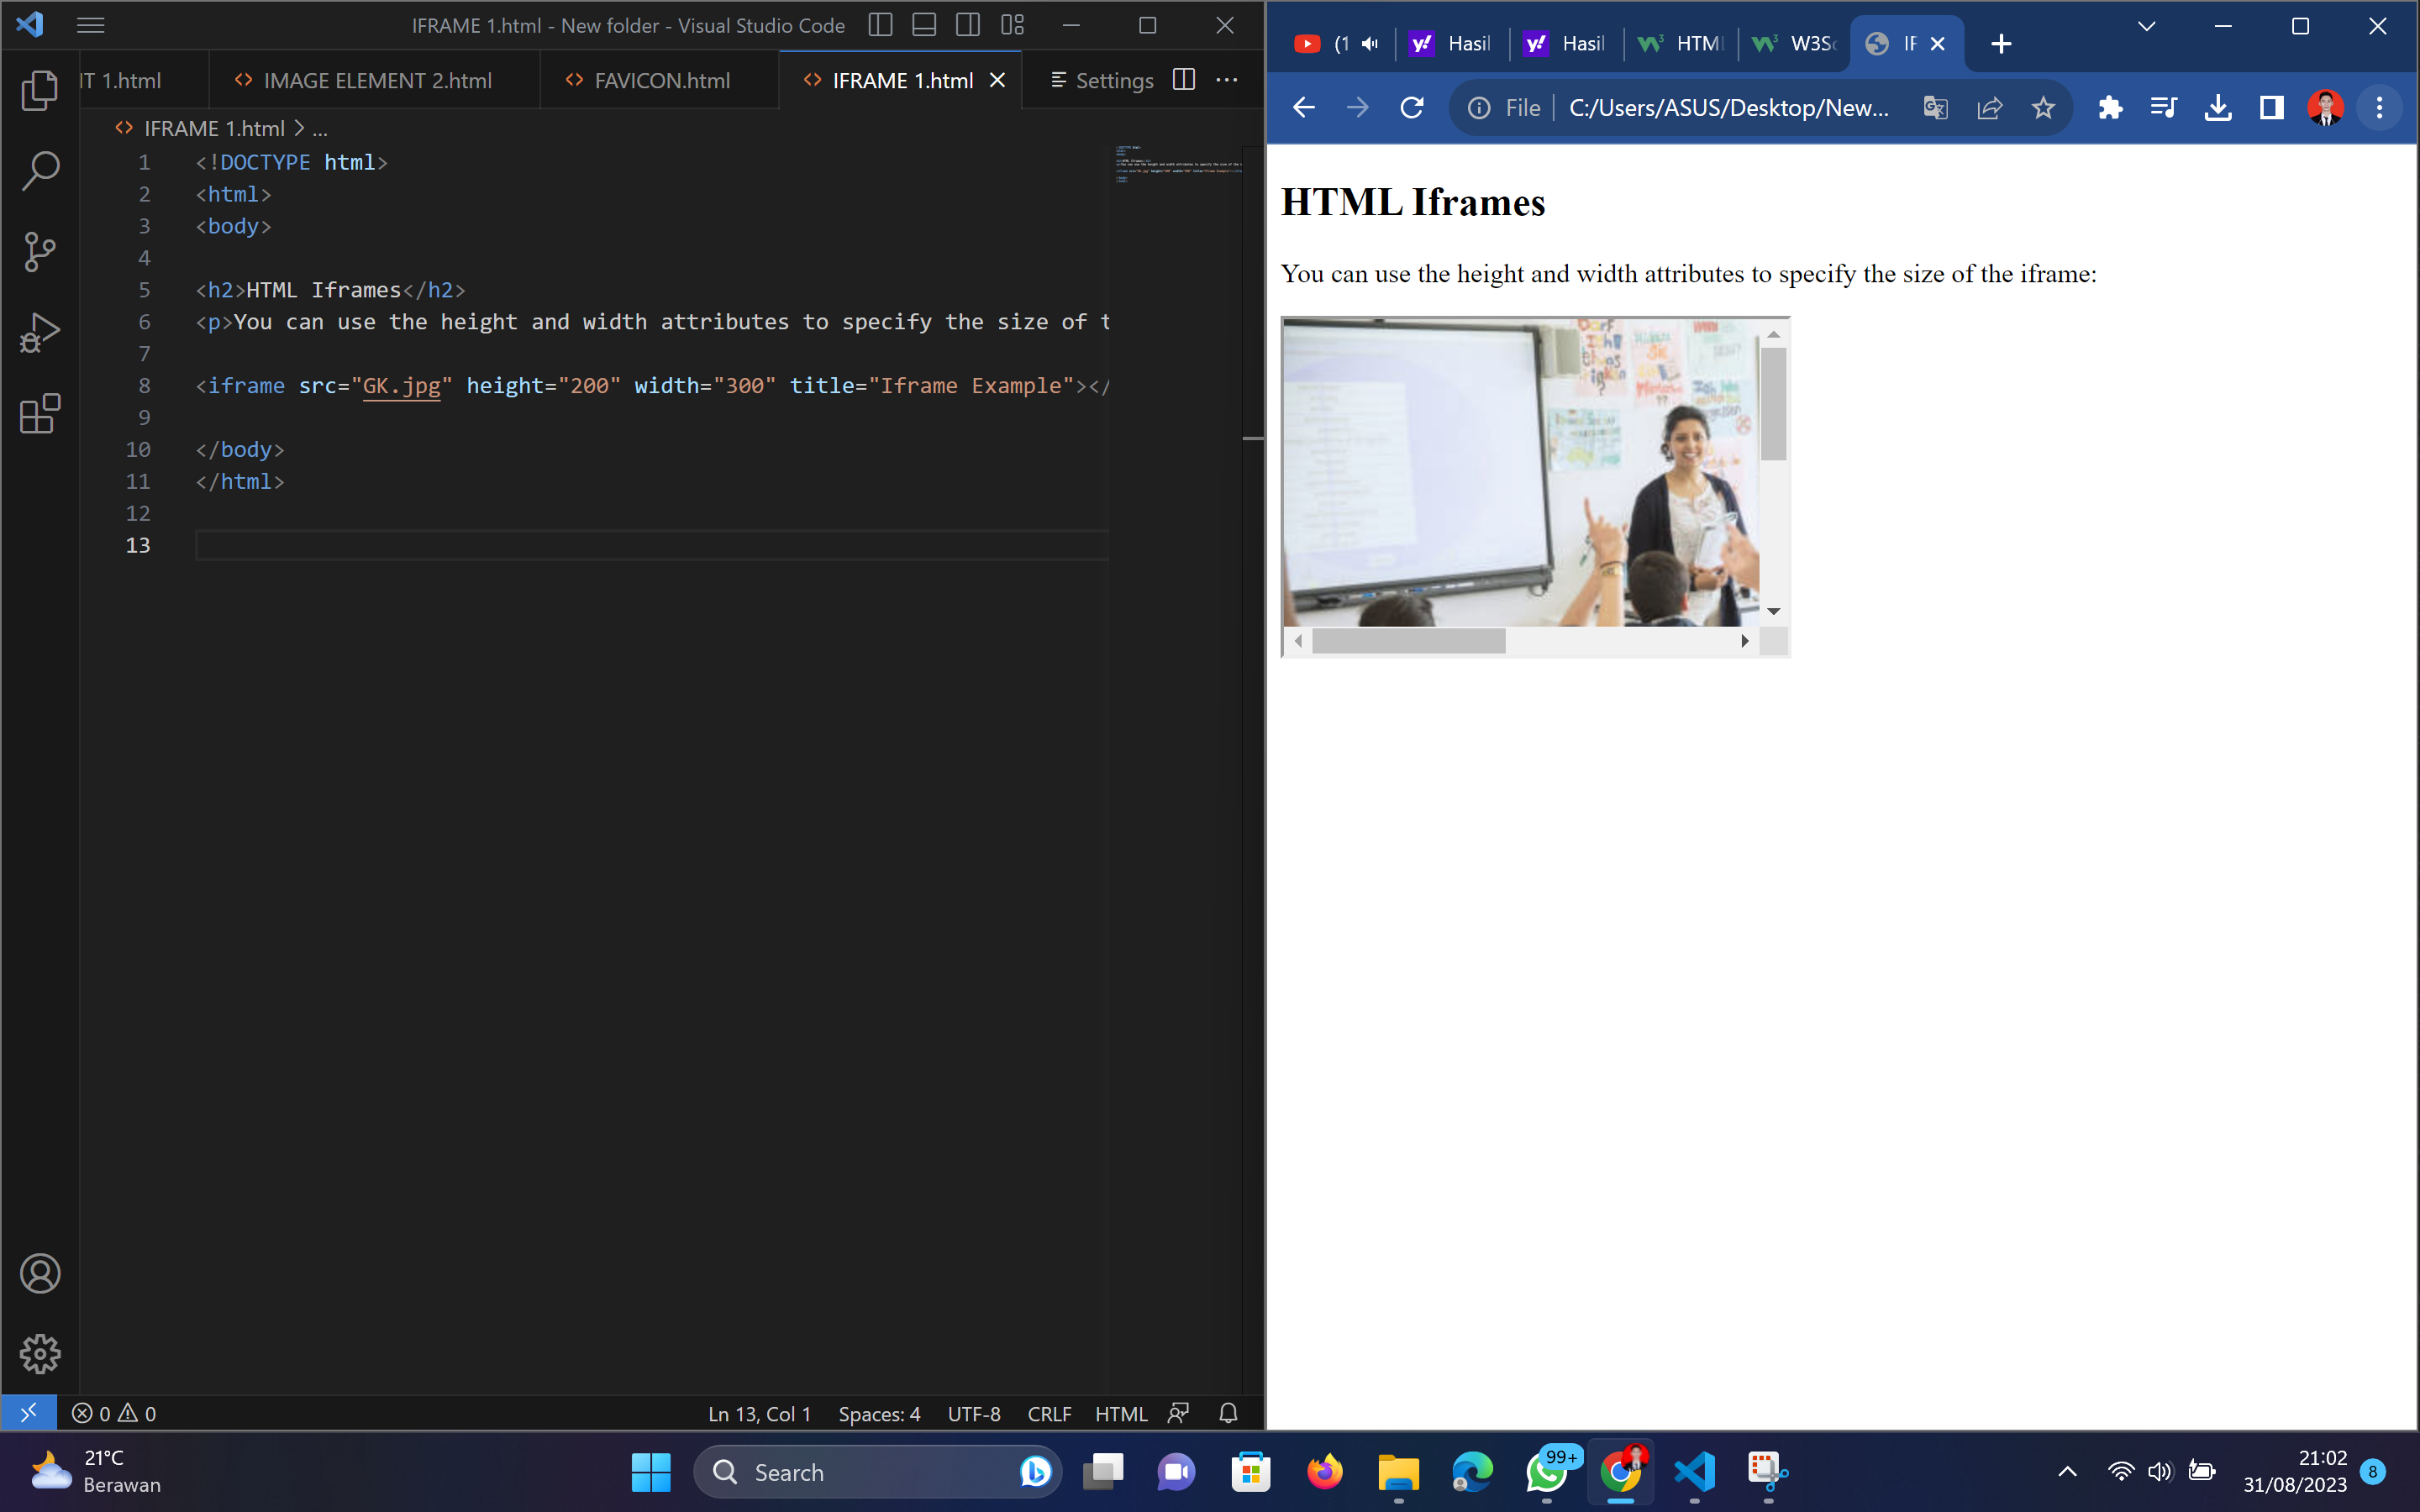 IFRAME 1.html - New folder - Visual Studio Code
IT 1.html
IMAGE ELEMENT 2.html
FAVICON.html
IFRAME 1.html
Settings
IFRAME 1.html > ...
1 <!DOCTYPE html>
2 <html>
3 <body>
4
5 <h2>HTML Iframes</h2>
6 <p>You can use the height and width attributes to specify the size of t
7
8 <iframe src="GK.jpg" height="200" width="300" title="Iframe Example"></
9
10 </body>
11 </html>
12
13
0 0
Ln 13, Col 1
Spaces: 4
UTF-8
CRLF
HTML
(1
Hasil
Hasil
HTML
W3Sc
IF
File
C:/Users/ASUS/Desktop/New...
HTML Iframes
You can use the height and width attributes to specify the size of the iframe:
21°C
Berawan
Search
99+
21:02
31/08/2023
8